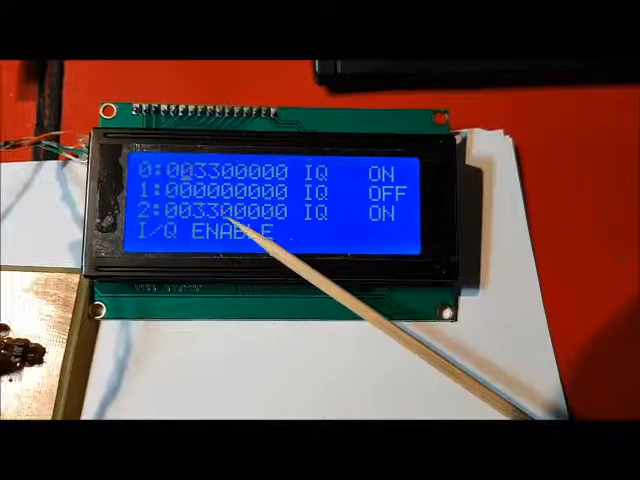 0:003300000 IQ ON
1:000000000 IQ OFF
2:003300000 IQ ON
I/Q ENABLE